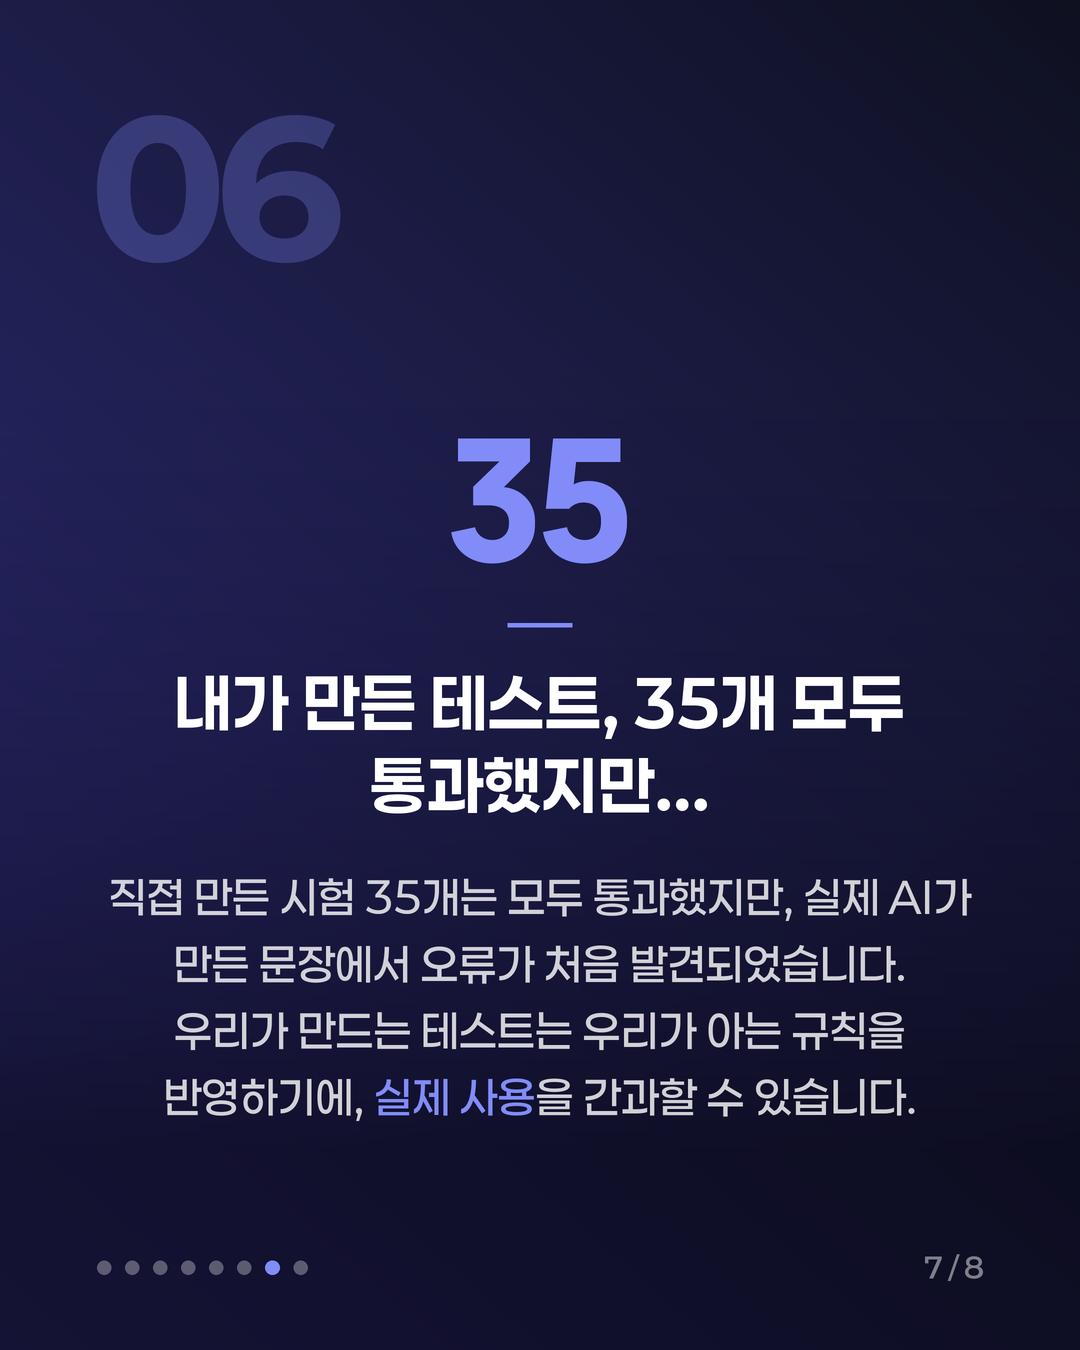 06
35
내가 만든 테스트, 35개 모두
통과했지만...
직접 만든 시험 35개는 모두 통과했지만, 실제 AI가
만든 문장에서 오류가 처음 발견되었습니다.
우리가 만드는 테스트는 우리가 아는 규칙을
반영하기에, 실제 사용을 간과할 수 있습니다.
7/8